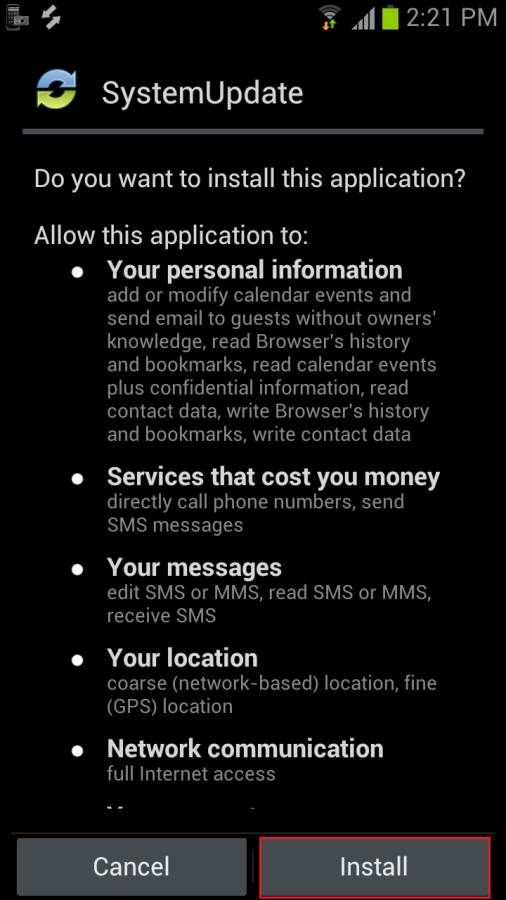 2:21 PM
SystemUpdate
Do you want to install this application?
Allow this application to:
Your personal information
add or modify calendar events and
send email to guests without owners'
knowledge, read Browser's history
and bookmarks, read calendar events
plus confidential information, read
contact data, write Browser's history
and bookmarks, write contact data
Services that cost you money
directly call phone numbers, send
SMS messages
Your messages
edit SMS or MMS, read SMS or MMS,
receive SMS
Your location
coarse (network-based) location, fine
(GPS) location
Network communication
full Internet access
Cancel
Install